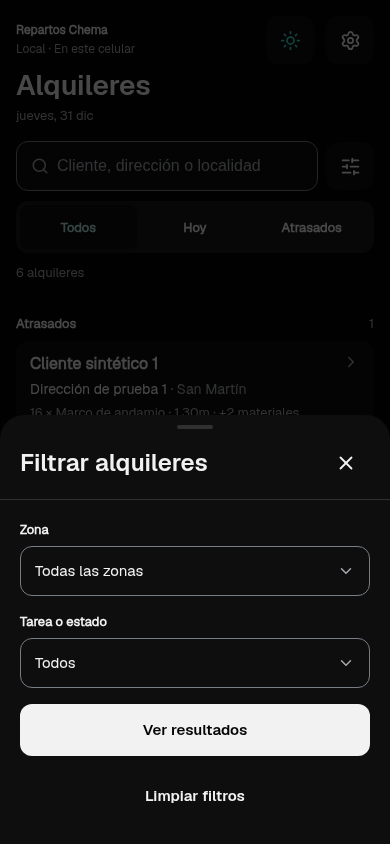 Repartos Chema
Local · En este celular
Alquileres
jueves, 31 dic
Cliente, dirección o localidad
Todos
Hoy
Atrasados
6 alquileres
Atrasados
1
Cliente sintético 1
Dirección de prueba 1 · San Martín
16 × Marco de andamio · 1,30m · +2 materiales
Filtrar alquileres
Zona
Todas las zonas
Tarea o estado
Todos
Ver resultados
Limpiar filtros